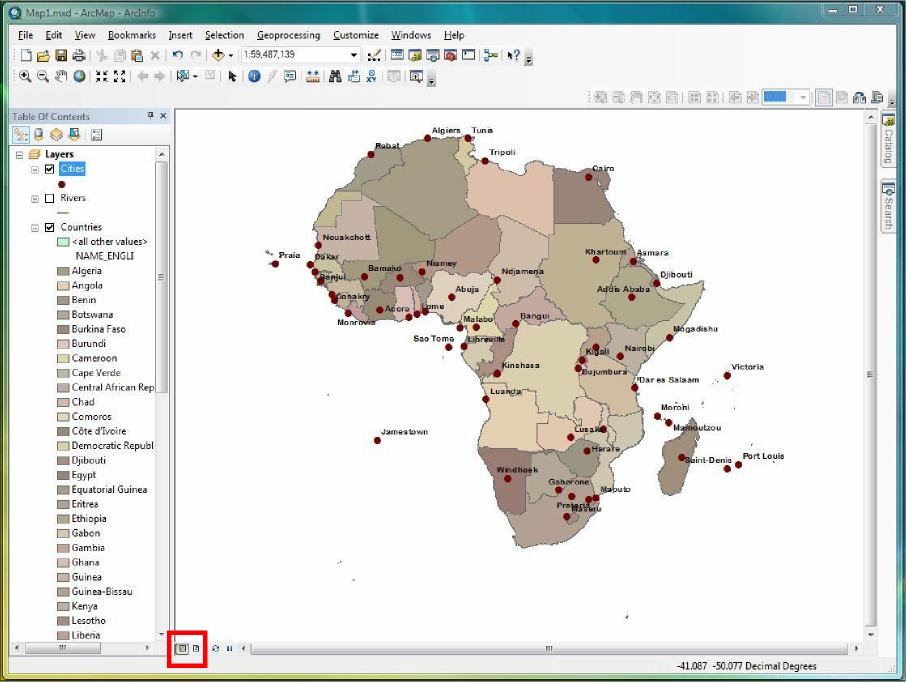 Map1.mxd - ArcMap - ArcInfo
File Edit View Bookmarks Insert Selection Geoprocessing Customize Windows Help
1:59,487,139
Table Of Contents
Layers
Cities
Rivers
Countries
<all other values>
NAME_ENGLI
Algeria
Angola
Benin
Botswana
Burkina Faso
Burundi
Cameroon
Cape Verde
Central African Rep
Chad
Comoros
Côte d'Ivoire
Democratic Republ
Djibouti
Egypt
Equatorial Guinea
Eritrea
Ethiopia
Gabon
Gambia
Ghana
Guinea
Guinea-Bissau
Kenya
Lesotho
Liberia
Algiers
Tunis
Rabat
Tripoli
Cairo
Nouakchott
Praia
Dakar
Banjul
Bamako
Niamey
Ndjamena
Khartoum
Asmara
Djibouti
Abuja
Addis Ababa
Conakry
Accra
Lome
Monrovia
Malabo
Bangui
Mogadishu
Sao Tome
Libreville
Kigali
Nairobi
Kinshasa
Bujumbura
Dar es Salaam
Victoria
Luanda
Moroni
Mamoutzou
Jamestown
Lusaka
Harare
Saint-Denis
Port Louis
Windhoek
Gaborone
Maputo
Pretoria
Maseru
Catalog
Search
-41.087 -50.077 Decimal Degrees